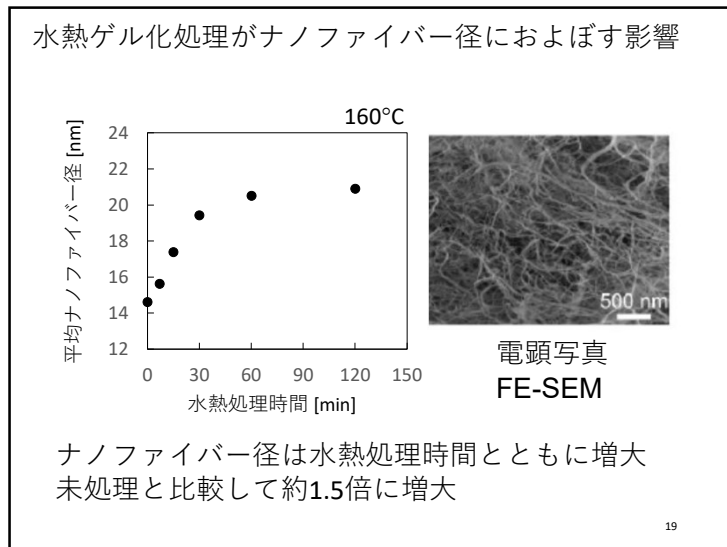 水熱ゲル化処理がナノファイバー径におよぼす影響
160°C
平均ナノファイバー径 [nm]
24
22
20
18
16
14
12
0 30 60 90 120 150
水熱処理時間 [min]
500 nm
電顕写真
FE-SEM
ナノファイバー径は水熱処理時間とともに増大
未処理と比較して約1.5倍に増大
19